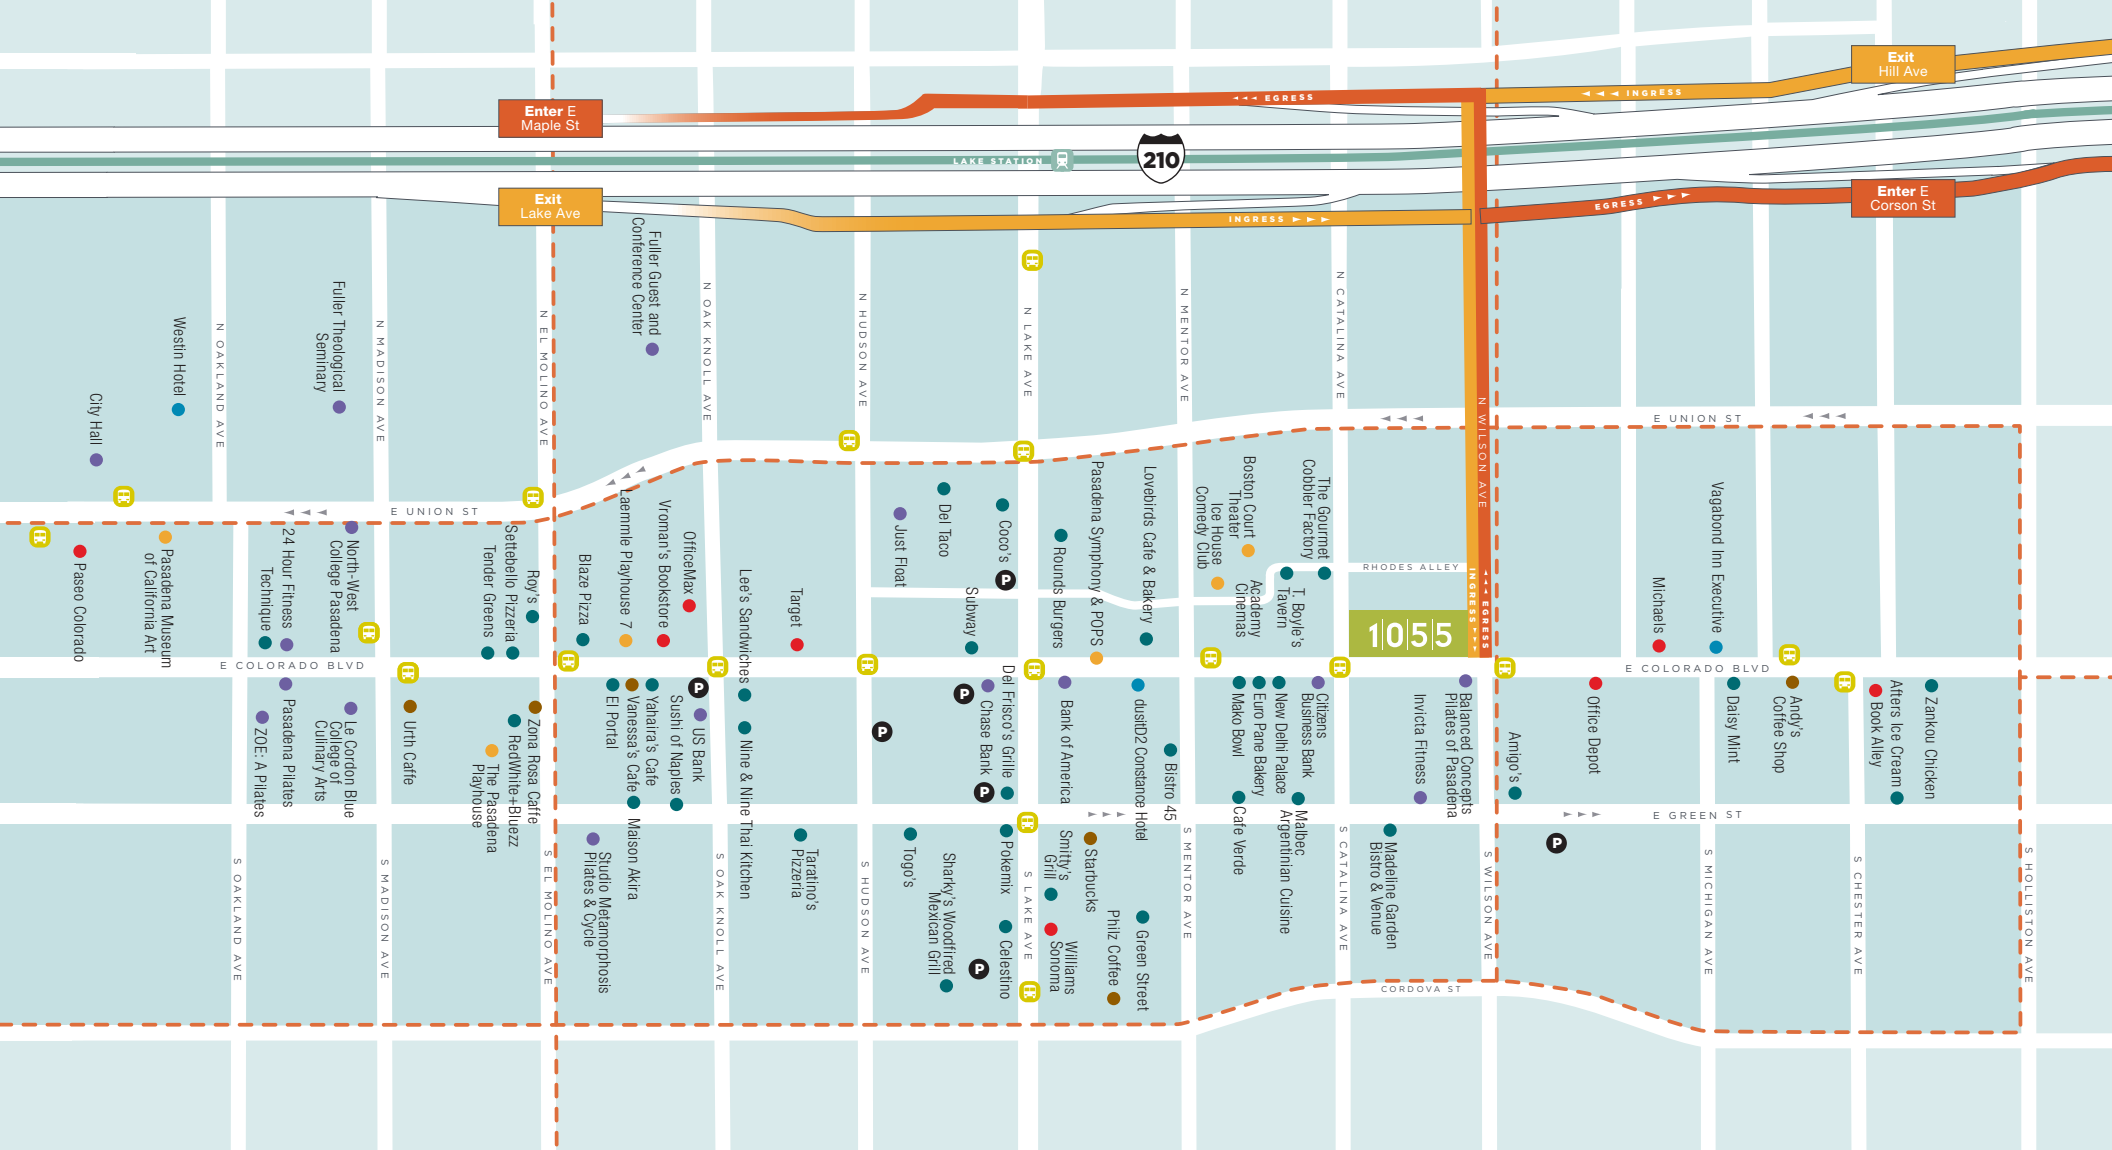 Exit
Hill Ave
Enter E
Maple St
◄◄◄ EGRESS
◄ ◄ ◄ INGRESS
LAKE STATION
210
Exit
Lake Ave
INGRESS ► ► ►
EGRESS ► ► ►
Enter E
Corson St
N OAKLAND AVE
N MADISON AVE
N EL MOLINO AVE
N OAK KNOLL AVE
N HUDSON AVE
N LAKE AVE
N MENTOR AVE
N CATALINA AVE
N WILSON AVE
City Hall
Westin Hotel
Fuller Theological
Seminary
Fuller Guest and
Conference Center
E UNION ST
E UNION ST
Paseo Colorado
Pasadena Museum
of California Art
Technique
24 Hour Fitness
North-West
College Pasadena
Tender Greens
Settebello Pizzeria
Roy's
Blaze Pizza
Laemmle Playhouse 7
Vroman's Bookstore
OfficeMax
Lee's Sandwiches
Target
Just Float
Del Taco
Subway
Coco's
P
Rounds Burgers
Pasadena Symphony & POPS
Lovebirds Cafe & Bakery
Ice House
Comedy Club
Boston Court
Theater
Academy
Cinemas
The Gourmet
Cobbler Factory
T. Boyle's
Tavern
RHODES ALLEY
1055
INGRESS
EGRESS
Michaels
Vagabond Inn Executive
E COLORADO BLVD
E COLORADO BLVD
ZOE: A Pilates
Pasadena Pilates
Le Cordon Blue
College of
Culinary Arts
Urth Caffe
The Pasadena
Playhouse
RedWhite+Bluezz
Zona Rosa Caffe
El Portal
Vanessa's Cafe
Yahaira's Cafe
Sushi of Naples
P
US Bank
Nine & Nine Thai Kitchen
Maison Akira
Studio Metamorphosis
Pilates & Cycle
Taratino's
Pizzeria
P
P
Chase Bank
Del Frisco's Grille
P
Bank of America
dusitD2 Constance Hotel
Bistro 45
Mako Bowl
Euro Pane Bakery
New Delhi Palace
Citizens
Business Bank
Cafe Verde
Malbec
Argentinian Cuisine
Invicta Fitness
Balanced Concepts
Pilates of Pasadena
Madeline Garden
Bistro & Venue
Amigo's
Office Depot
Daisy Mint
Andy's
Coffee Shop
Book Alley
Afters Ice Cream
Zankou Chicken
E GREEN ST
P
Togo's
Sharky's Woodfired
Mexican Grill
Pokemix
Celestino
P
Smitty's
Grill
Starbucks
Williams
Sonoma
Philz Coffee
Green Street
S OAKLAND AVE
S MADISON AVE
S EL MOLINO AVE
S OAK KNOLL AVE
S HUDSON AVE
S LAKE AVE
S MENTOR AVE
S CATALINA AVE
S WILSON AVE
S MICHIGAN AVE
S CHESTER AVE
S HOLLISTON AVE
CORDOVA ST